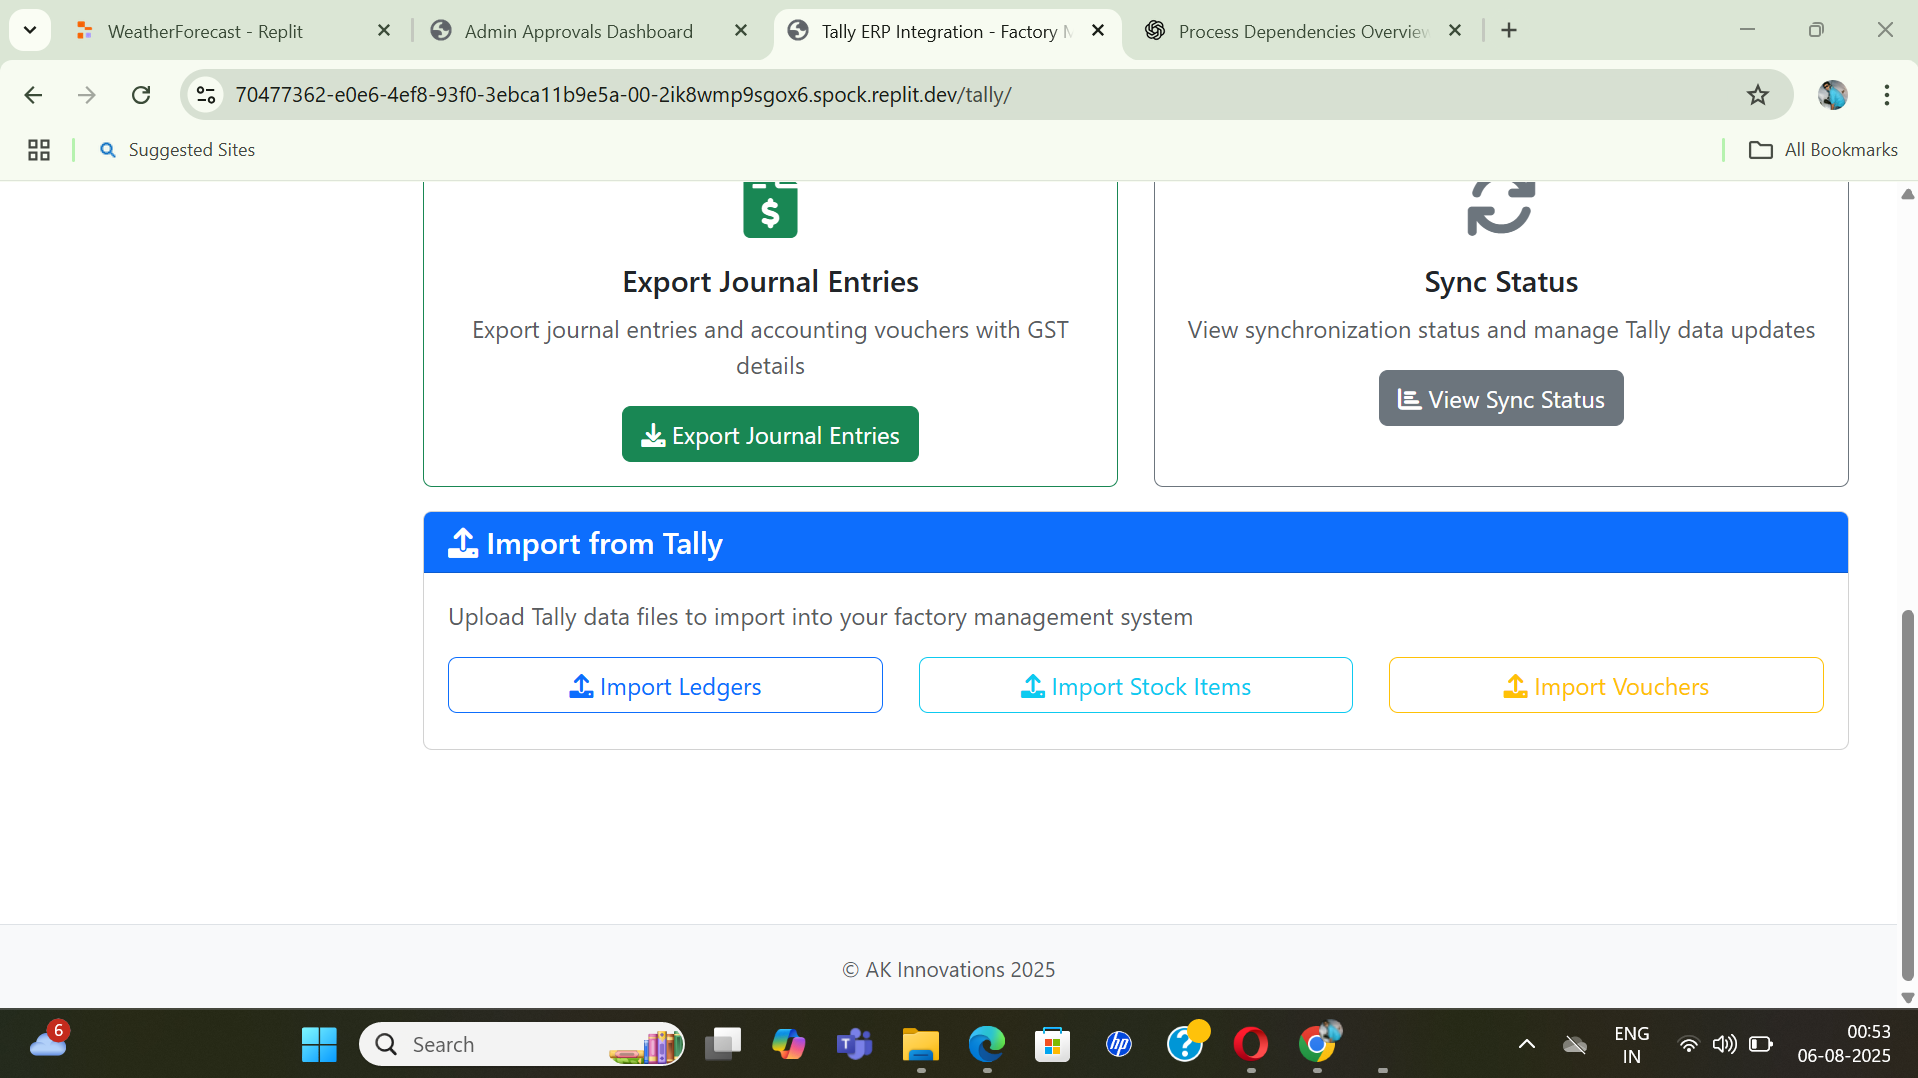 WeatherForecast - Replit
Admin Approvals Dashboard
Tally ERP Integration - Factory
Process Dependencies Overview
70477362-e0e6-4ef8-93f0-3ebca11b9e5a-00-2ik8wmp9sgox6.spock.replit.dev/tally/
Suggested Sites
All Bookmarks
$
Export Journal Entries
Export journal entries and accounting vouchers with GST
details
Export Journal Entries
Sync Status
View synchronization status and manage Tally data updates
View Sync Status
Import from Tally
Upload Tally data files to import into your factory management system
Import Ledgers
Import Stock Items
Import Vouchers
© AK Innovations 2025
6
Search
T
hp
?
ENG
IN
00:53
06-08-2025